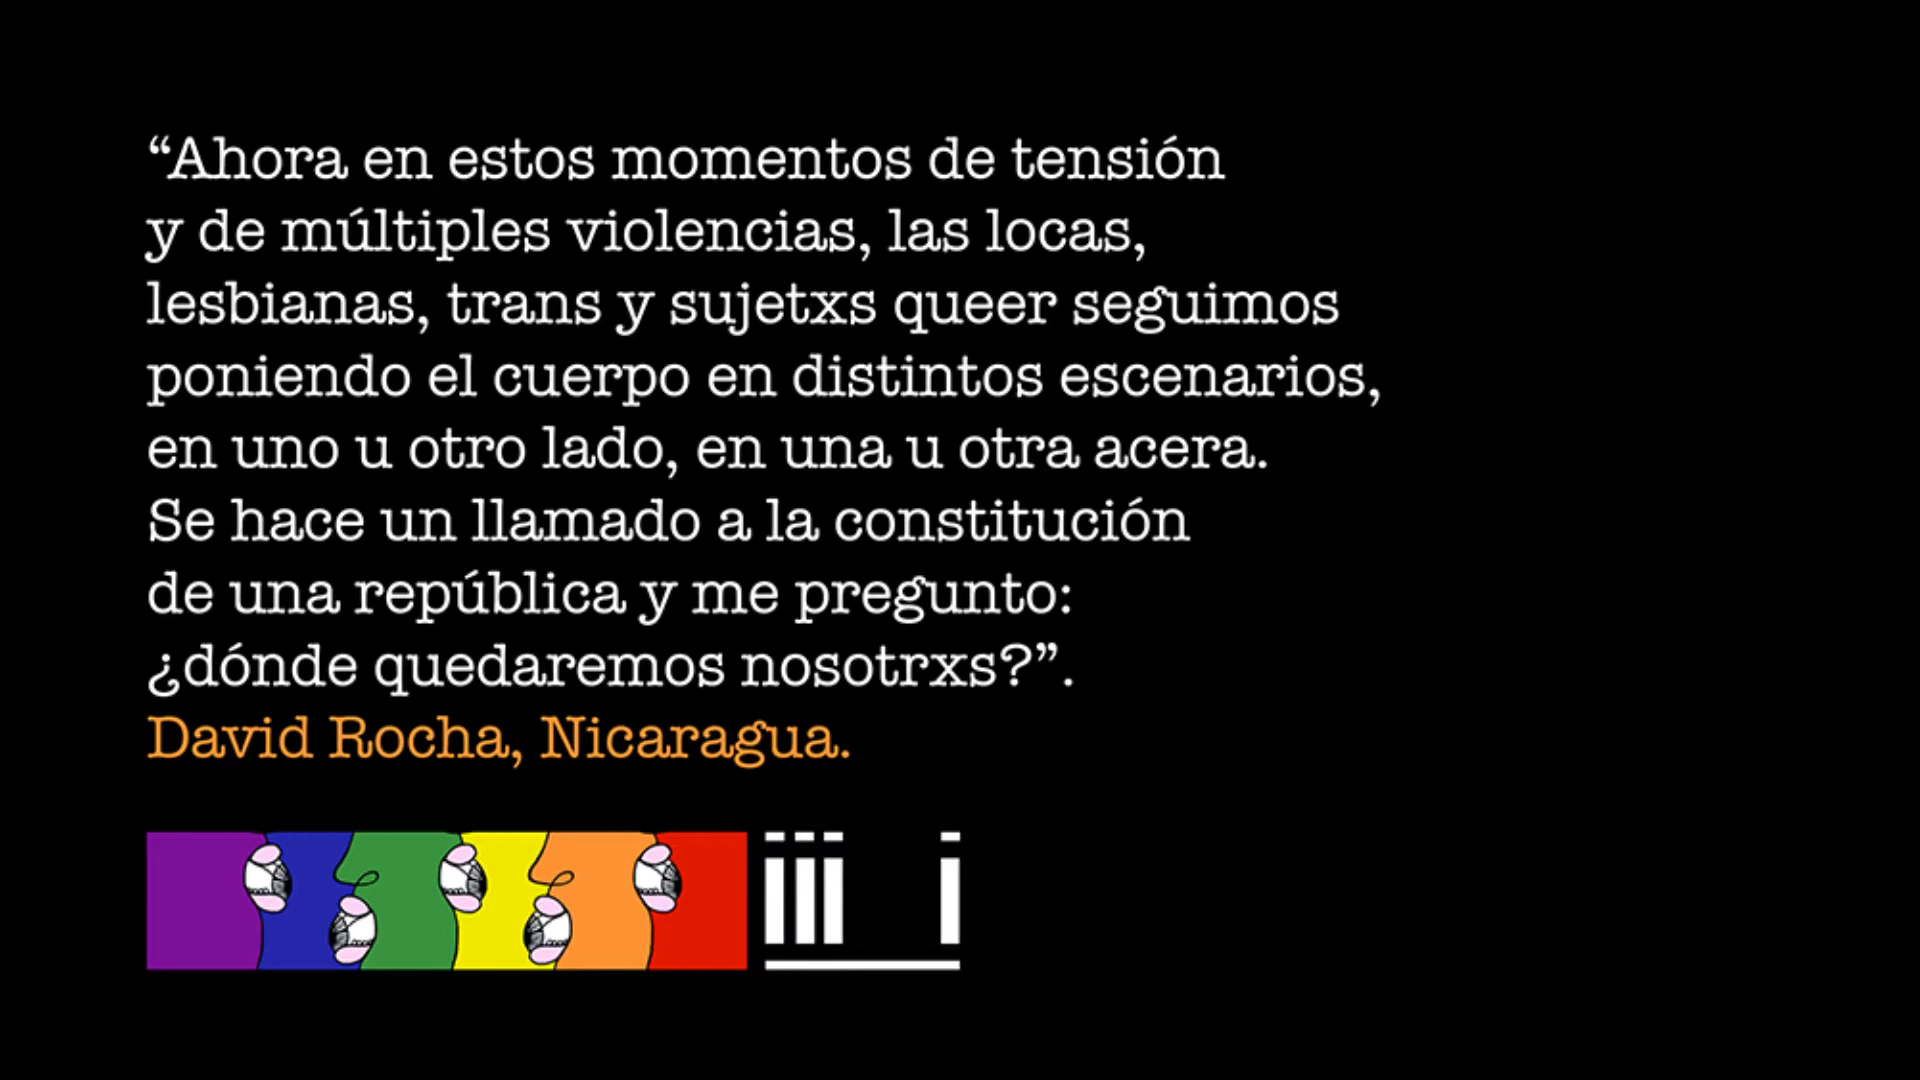 “Ahora en estos momentos de tensión
y de múltiples violencias, las locas,
lesbianas, trans y sujetxs queer seguimos
poniendo el cuerpo en distintos escenarios,
en uno u otro lado, en una u otra acera.
Se hace un llamado a la constitución
de una república y me pregunto:
¿dónde quedaremos nosotrxs?”.
David Rocha, Nicaragua.
iii i